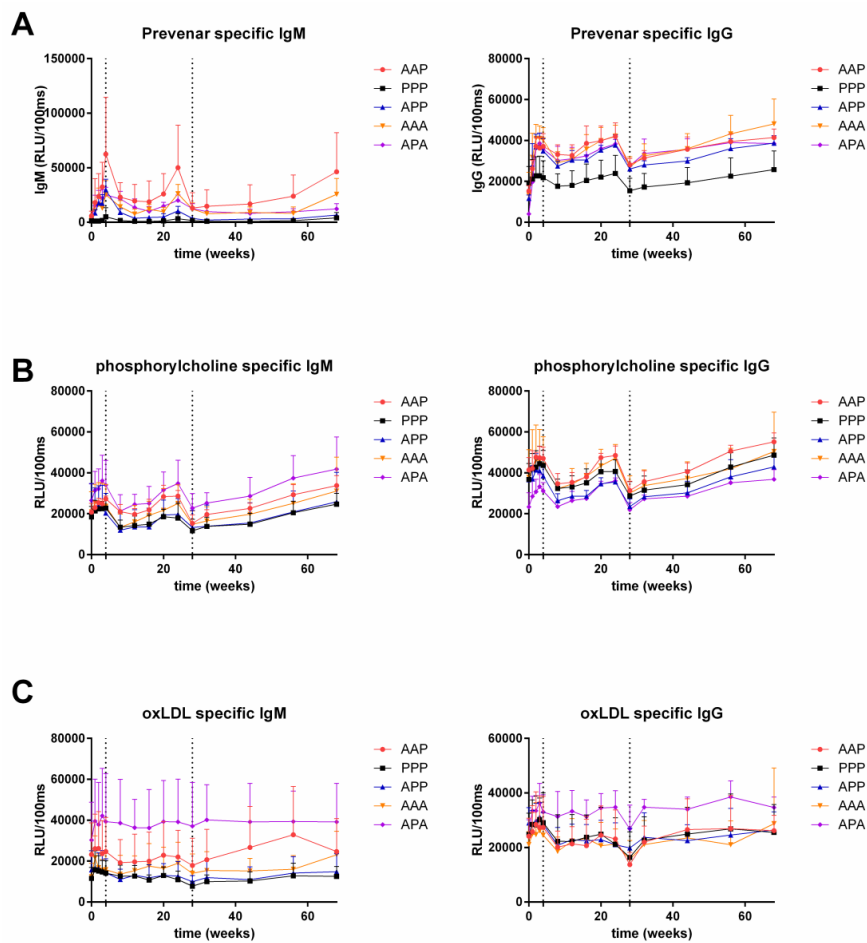 A
Prevenar specific IgM
150000
100000
50000
0
IgM (RLU/100ms)
0 20 40 60
time (weeks)
AAP
PPP
APP
AAA
APA
Prevenar specific IgG
80000
60000
40000
20000
0
IgG (RLU/100ms)
0 20 40 60
time (weeks)
AAP
PPP
APP
AAA
APA
B
phosphorylcholine specific IgM
80000
60000
40000
20000
0
RLU/100ms
0 20 40 60
time (weeks)
AAP
PPP
APP
AAA
APA
phosphorylcholine specific IgG
80000
60000
40000
20000
0
RLU/100ms
0 20 40 60
time (weeks)
AAP
PPP
APP
AAA
APA
C
oxLDL specific IgM
80000
60000
40000
20000
0
RLU/100ms
0 20 40 60
time (weeks)
AAP
PPP
APP
AAA
APA
oxLDL specific IgG
60000
40000
20000
0
RLU/100ms
0 20 40 60
time (weeks)
AAP
PPP
APP
AAA
APA